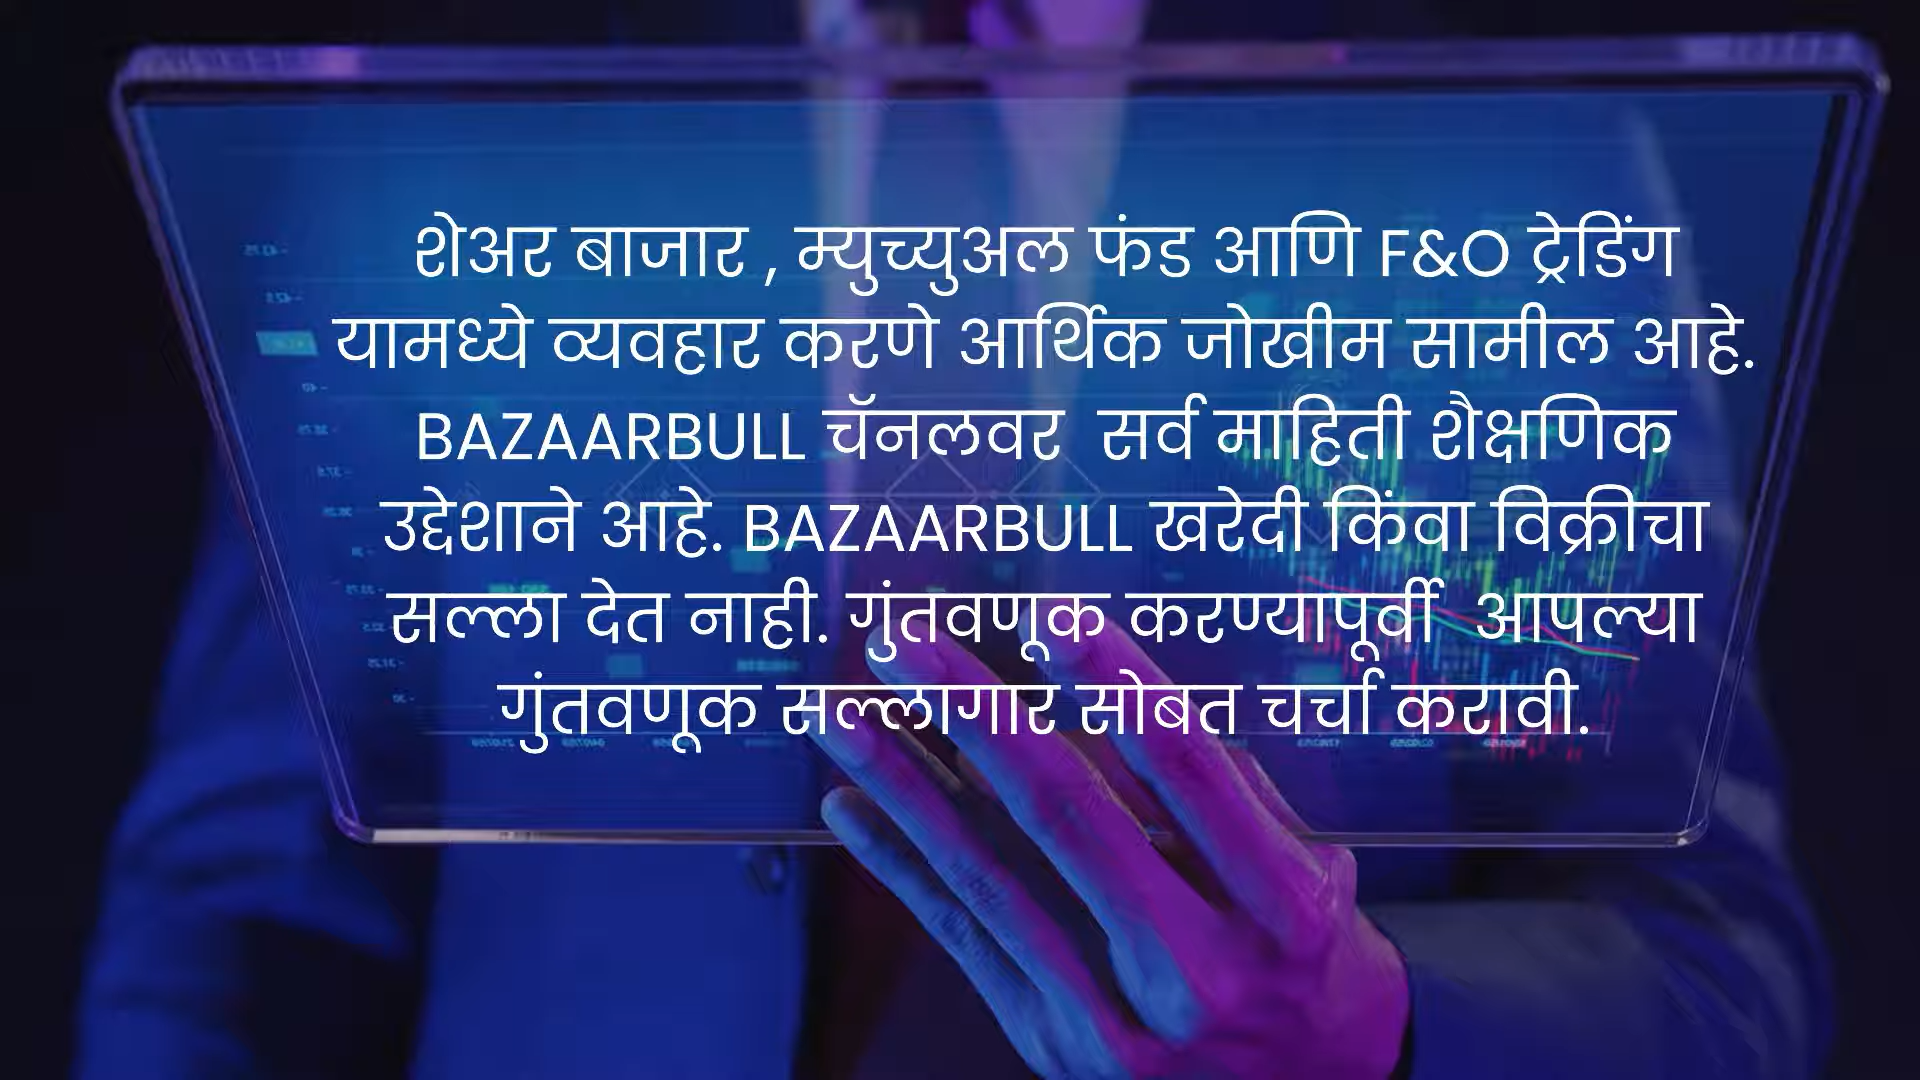 शेअर बाजार , म्युच्युअल फंड आणि F&O ट्रेडिंग
यामध्ये व्यवहार करणे आर्थिक जोखीम सामील आहे.
BAZAARBULL चॅनलवर सर्व माहिती शैक्षणिक
उद्देशाने आहे. BAZAARBULL खरेदी किंवा विक्रीचा
सल्ला देत नाही. गुंतवणूक करण्यापूर्वी आपल्या
गुंतवणूक सल्लागार सोबत चर्चा करावी.